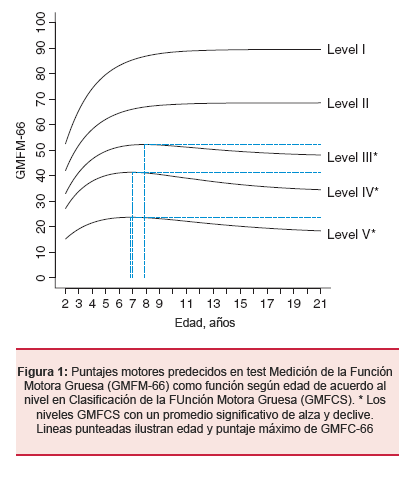 100
90
80
70
60
50
40
30
20
10
0
GMFM-66
Level I
Level II
Level III*
Level IV*
Level V*
2 3 4 5 6 7 8 9 11 13 15 17 19 21
Edad, años
Figura 1: Puntajes motores predecidos en test Medición de la Función
Motora Gruesa (GMFM-66) como función según edad de acuerdo al
nivel en Clasificación de la FUnción Motora Gruesa (GMFCS). * Los
niveles GMFCS con un promedio significativo de alza y declive.
Lineas punteadas ilustran edad y puntaje máximo de GMFC-66